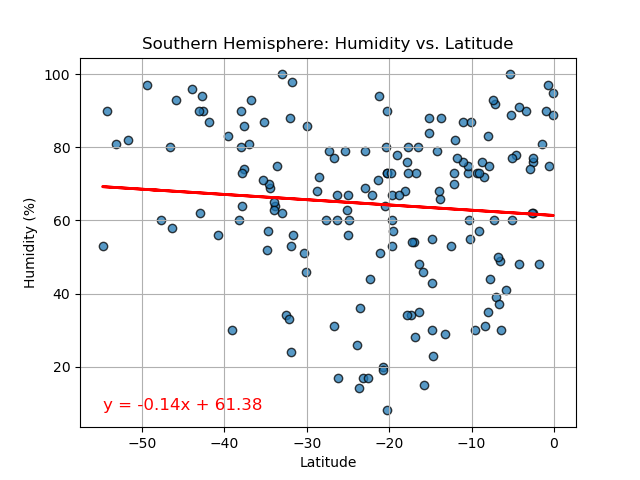 Southern Hemisphere: Humidity vs. Latitude
100
80
60
40
20
Humidity (%)
y = -0.14x + 61.38
−50
−40
−30
−20
−10
0
Latitude